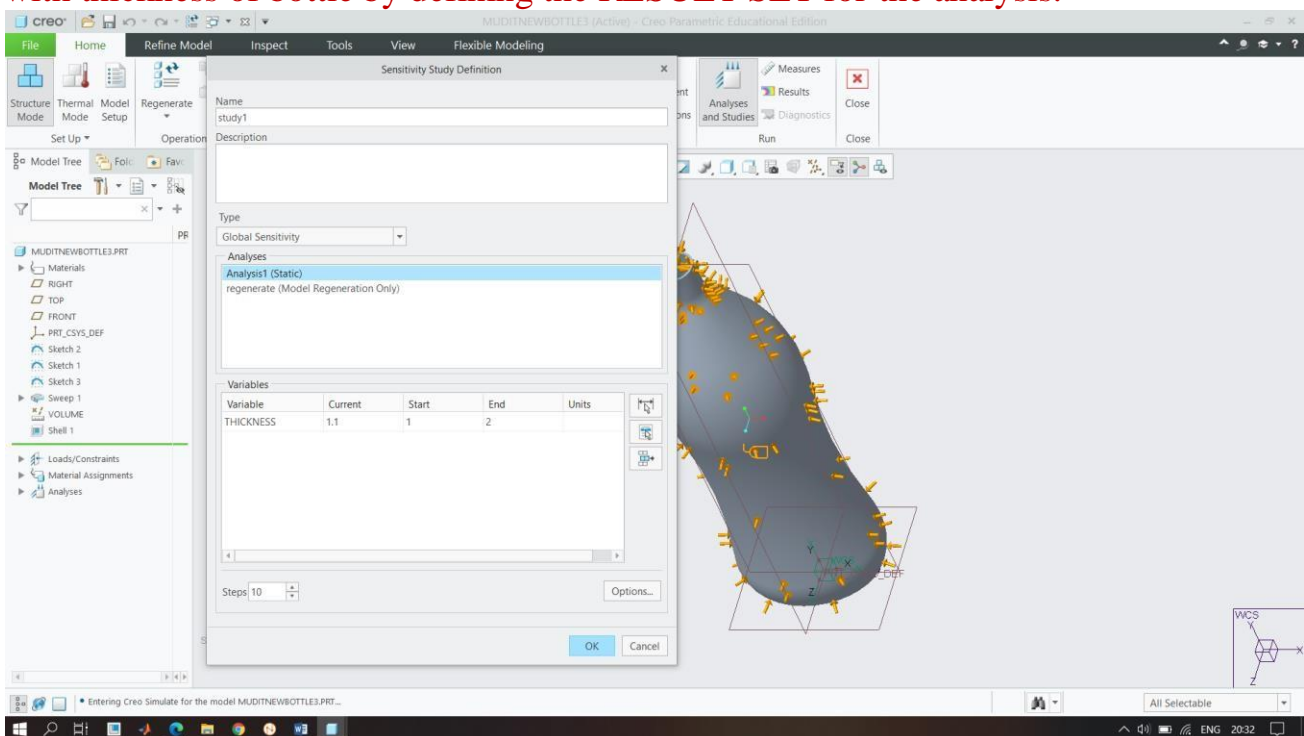 with thickness of bottle by defining the RESULT SET for the analysis.
creo
MUDITNEWBOTTLE3 (Active) - Creo Parametric Educational Edition
File Home Refine Model Inspect Tools View Flexible Modeling
Structure Mode
Thermal Mode
Model Setup
Regenerate
Set Up
Operation
Analyses and Studies
Measures
Results
Diagnostics
Close
Run
Close
Model Tree
Fav
Model Tree
MUDITNEWBOTTLE3.PRT
Materials
RIGHT
TOP
FRONT
PRT_CSYS_DEF
Sketch 2
Sketch 1
Sketch 3
Sweep 1
VOLUME
Shell 1
Loads/Constraints
Material Assignments
Analyses
Sensitivity Study Definition
Name
study1
Description
Type
Global Sensitivity
Analyses
Analysis1 (Static)
regenerate (Model Regeneration Only)
Variables
Variable Current Start End Units
THICKNESS 1.1 1 2
Steps 10
Options...
OK Cancel
Y
X
Z
WCS
Y
X
Z
• Entering Creo Simulate for the model MUDITNEWBOTTLE3.PRT...
All Selectable
ENG 20:32